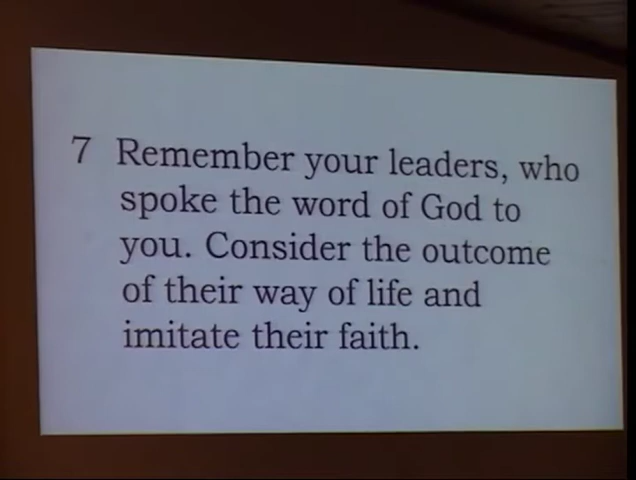 7 Remember your leaders, who
spoke the word of God to
you. Consider the outcome
of their way of life and
imitate their faith.